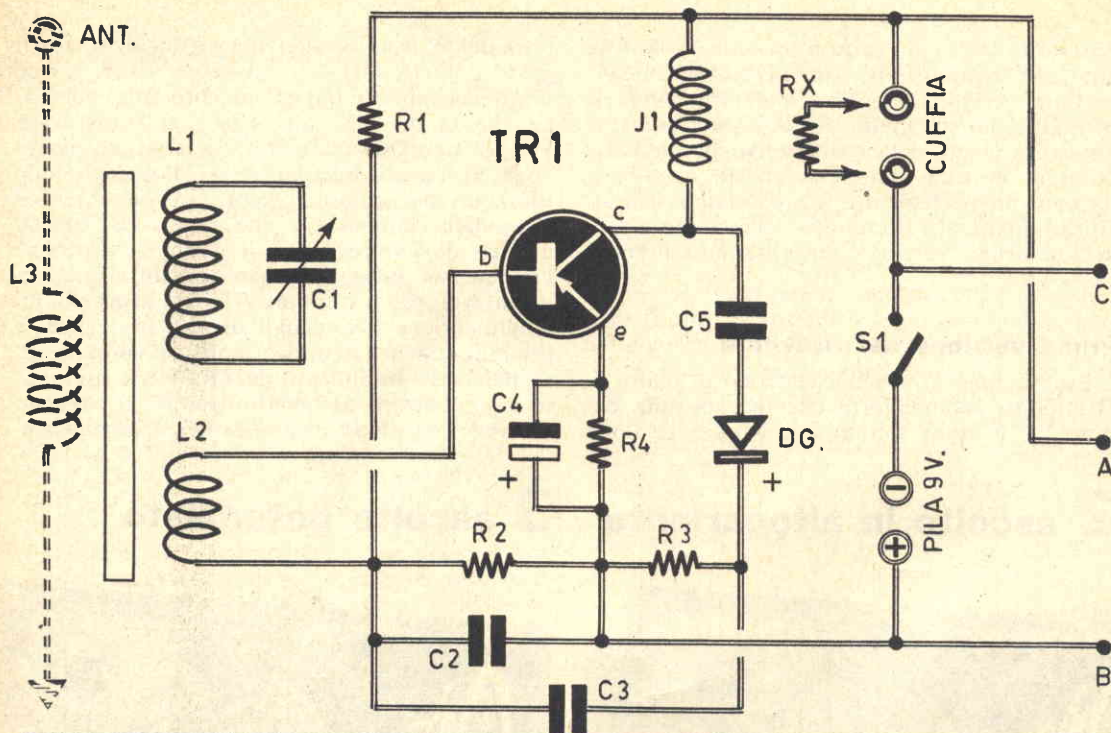 ANT.
L1
L3
C1
L2
R1
TR1
b
c
e
J1
RX
CUFFIA
C5
C
S1
C4
+
R4
DG.
+
A
PILA 9 V.
R2
R3
C2
C3
B